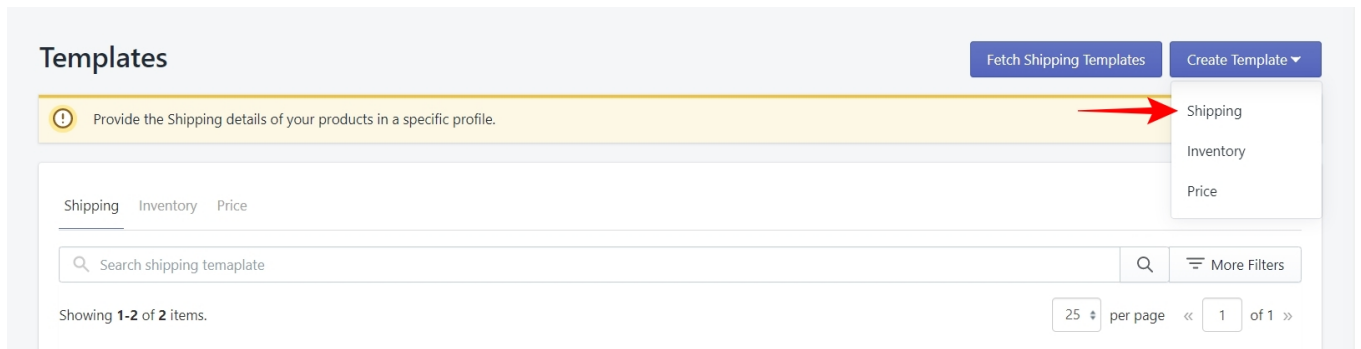 Templates
Fetch Shipping Templates
Create Template
Provide the Shipping details of your products in a specific profile.
Shipping
Inventory
Price
Shipping Inventory Price
Search shipping temaplate
More Filters
Showing 1-2 of 2 items.
25 per page « 1 of 1 »